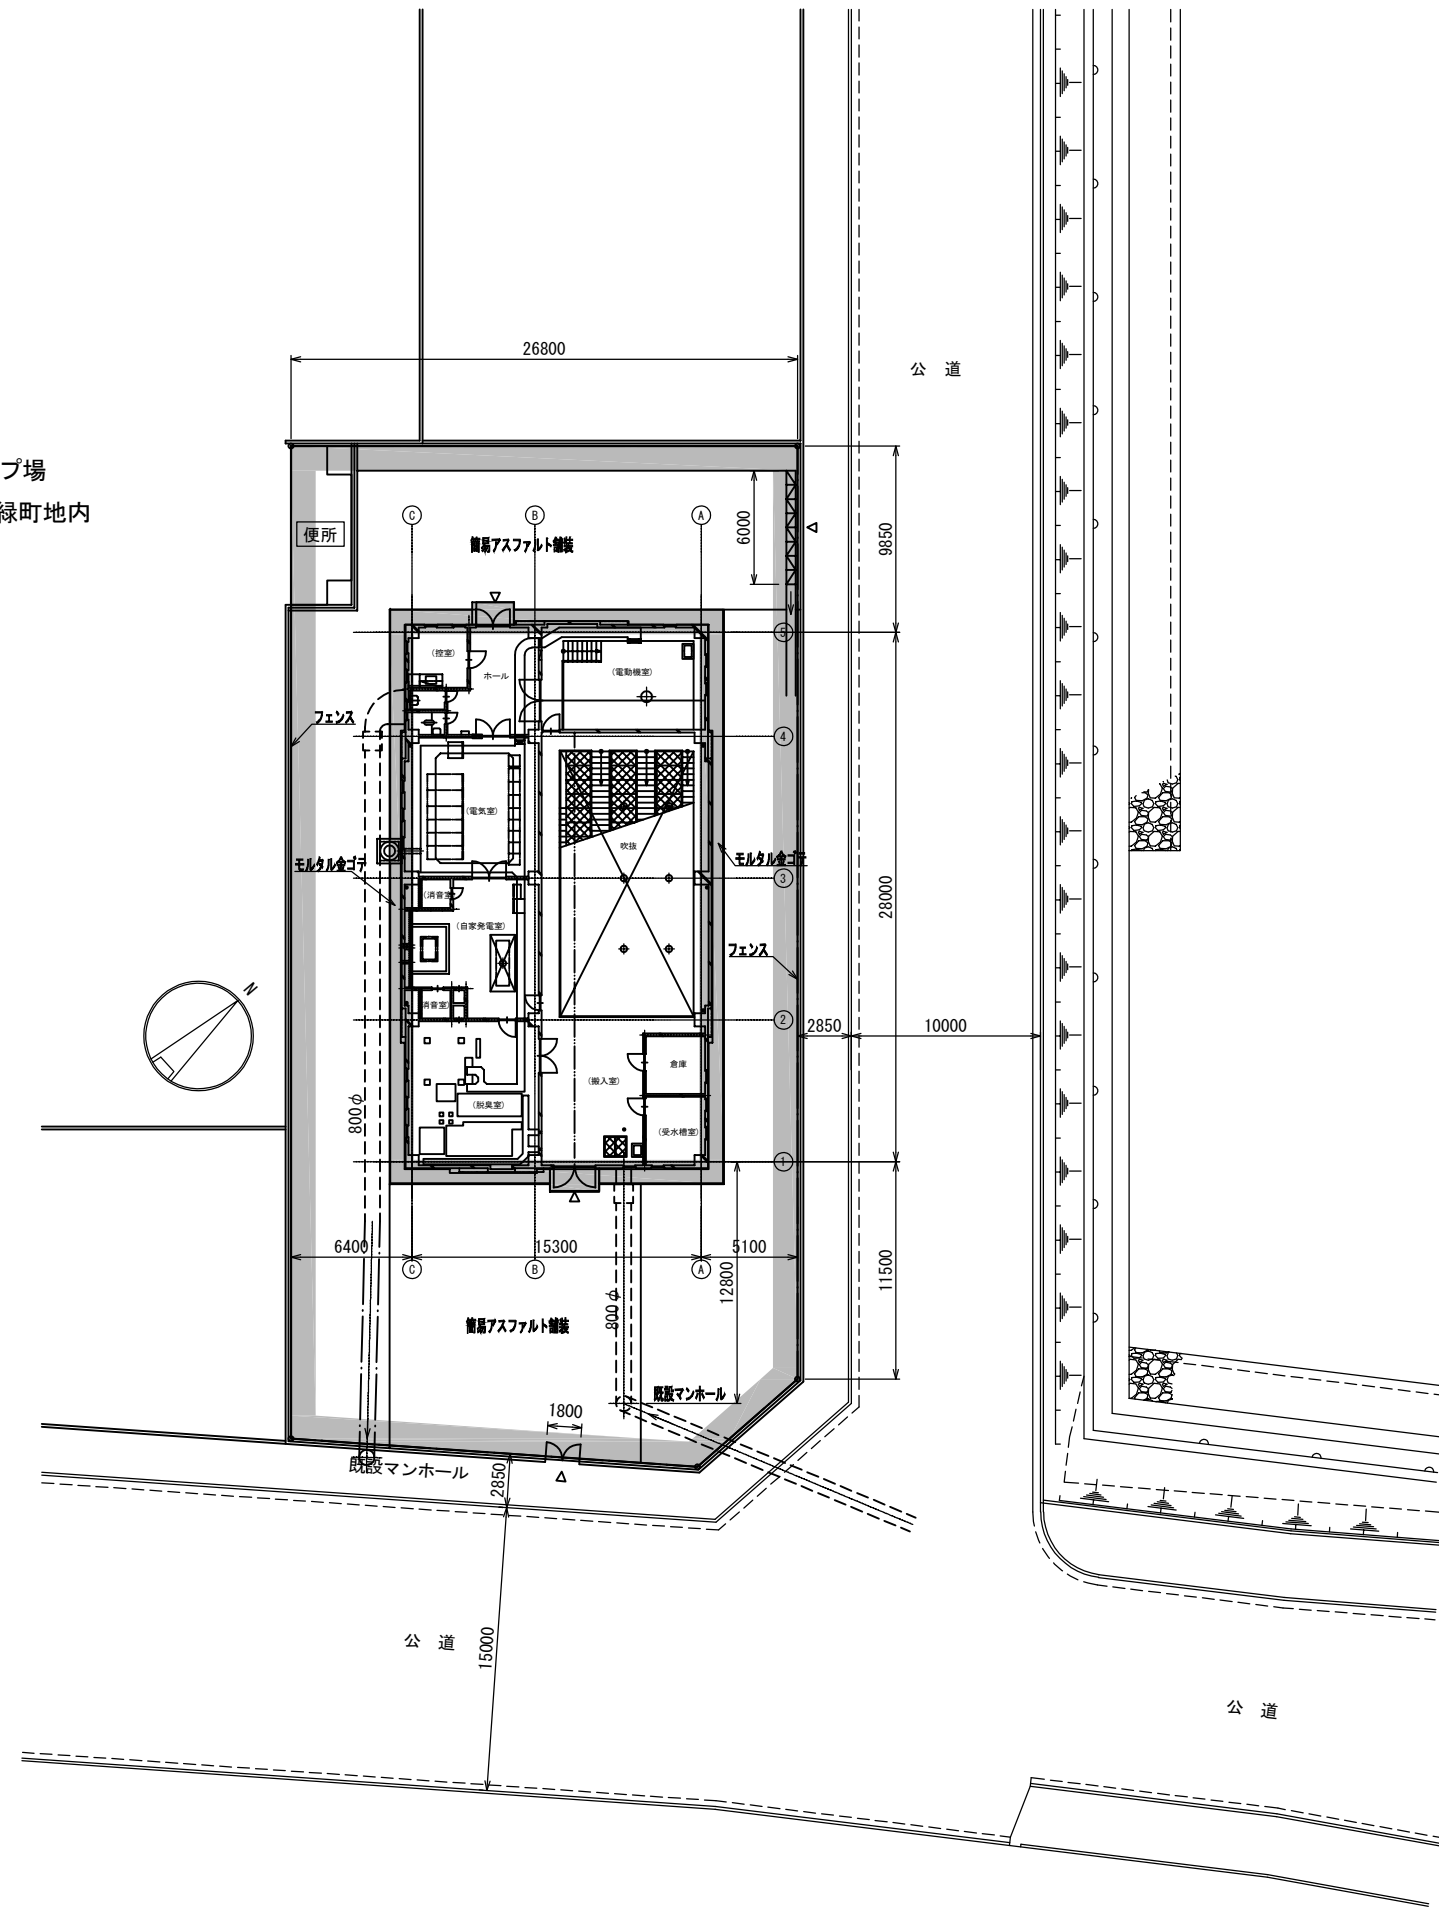 26800
公 道
プ場
緑町地内
便所
C
B
A
簡易アスファルト舗装
6000
9850
5
(控室)
ホール
(電動機室)
フェンス
4
(電気室)
吹抜
モルタル金ゴテ
モルタル金ゴテ
3
28000
(消音室)
(自家発電室)
フェンス
N
(消音室)
2
2850
10000
倉庫
(搬入室)
(脱臭室)
800φ
(受水槽室)
1
6400
15300
5100
C
B
A
12800
11500
800φ
簡易アスファルト舗装
既設マンホール
1800
既設マンホール
2850
公 道
15000
公 道